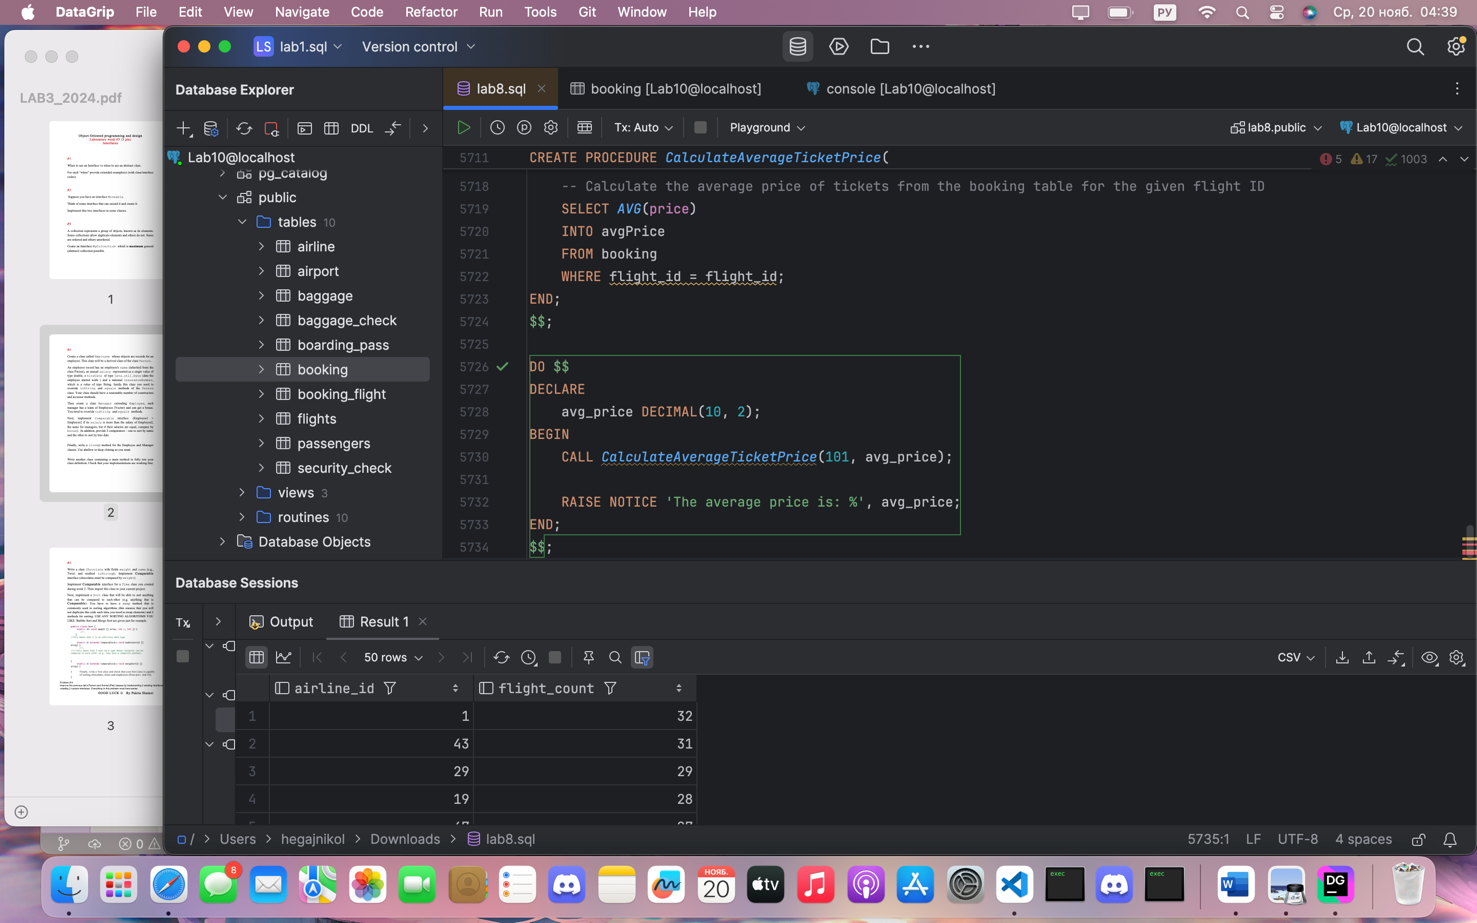 DataGrip File Edit View Navigate Code Refactor Run Tools Git Window Help РУ Ср, 20 нояб. 04:39
LAB3_2024.pdf
1
2
3
LS lab1.sql Version control
Database Explorer
DDL
Lab10@localhost
pg_catalog
public
tables 10
airline
airport
baggage
baggage_check
boarding_pass
booking
booking_flight
flights
passengers
security_check
views 3
routines 10
Database Objects
lab8.sql booking [Lab10@localhost] console [Lab10@localhost]
Tx: Auto Playground lab8.public Lab10@localhost
5711 CREATE PROCEDURE CalculateAverageTicketPrice( 5 17 1003
5718 -- Calculate the average price of tickets from the booking table for the given flight ID
5719 SELECT AVG(price)
5720 INTO avgPrice
5721 FROM booking
5722 WHERE flight_id = flight_id;
5723 END;
5724 $$;
5725
5726 DO $$
5727 DECLARE
5728 avg_price DECIMAL(10, 2);
5729 BEGIN
5730 CALL CalculateAverageTicketPrice(101, avg_price);
5731
5732 RAISE NOTICE 'The average price is: %', avg_price;
5733 END;
5734 $$;
Database Sessions
Tx Output Result 1
50 rows CSV
airline_id flight_count
1 1 32
2 43 31
3 29 29
4 19 28
/ Users hegajnikol Downloads lab8.sql 5735:1 LF UTF-8 4 spaces
0
8
НОЯБ.
20
tv
exec
exec
W
DG